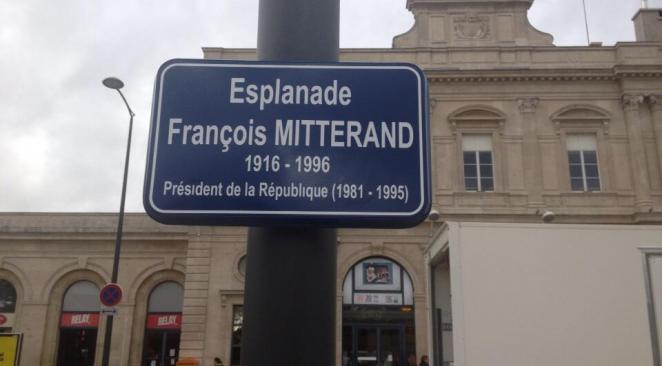 Esplanade
François MITTERAND
1916 - 1996
Président de la République (1981 - 1995)
RELAY
RELAY